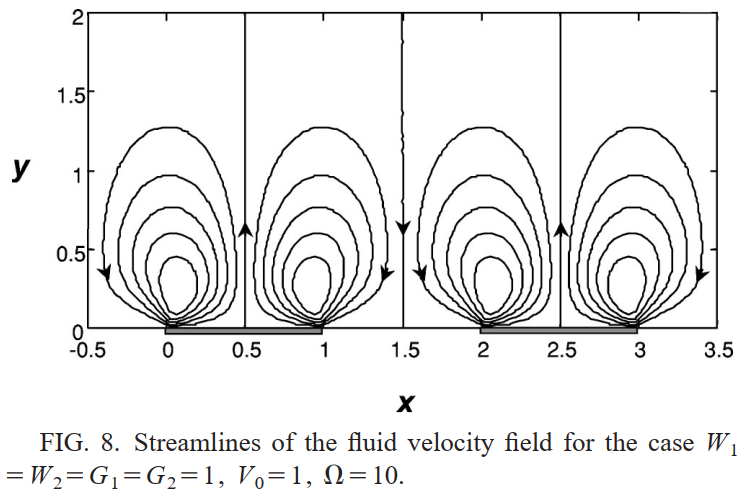 2
1.5
y
1
0.5
0
-0.5 0 0.5 1 1.5 2 2.5 3 3.5
x
FIG. 8. Streamlines of the fluid velocity field for the case W₁
=W₂=G₁=G₂=1, V₀=1, Ω=10.